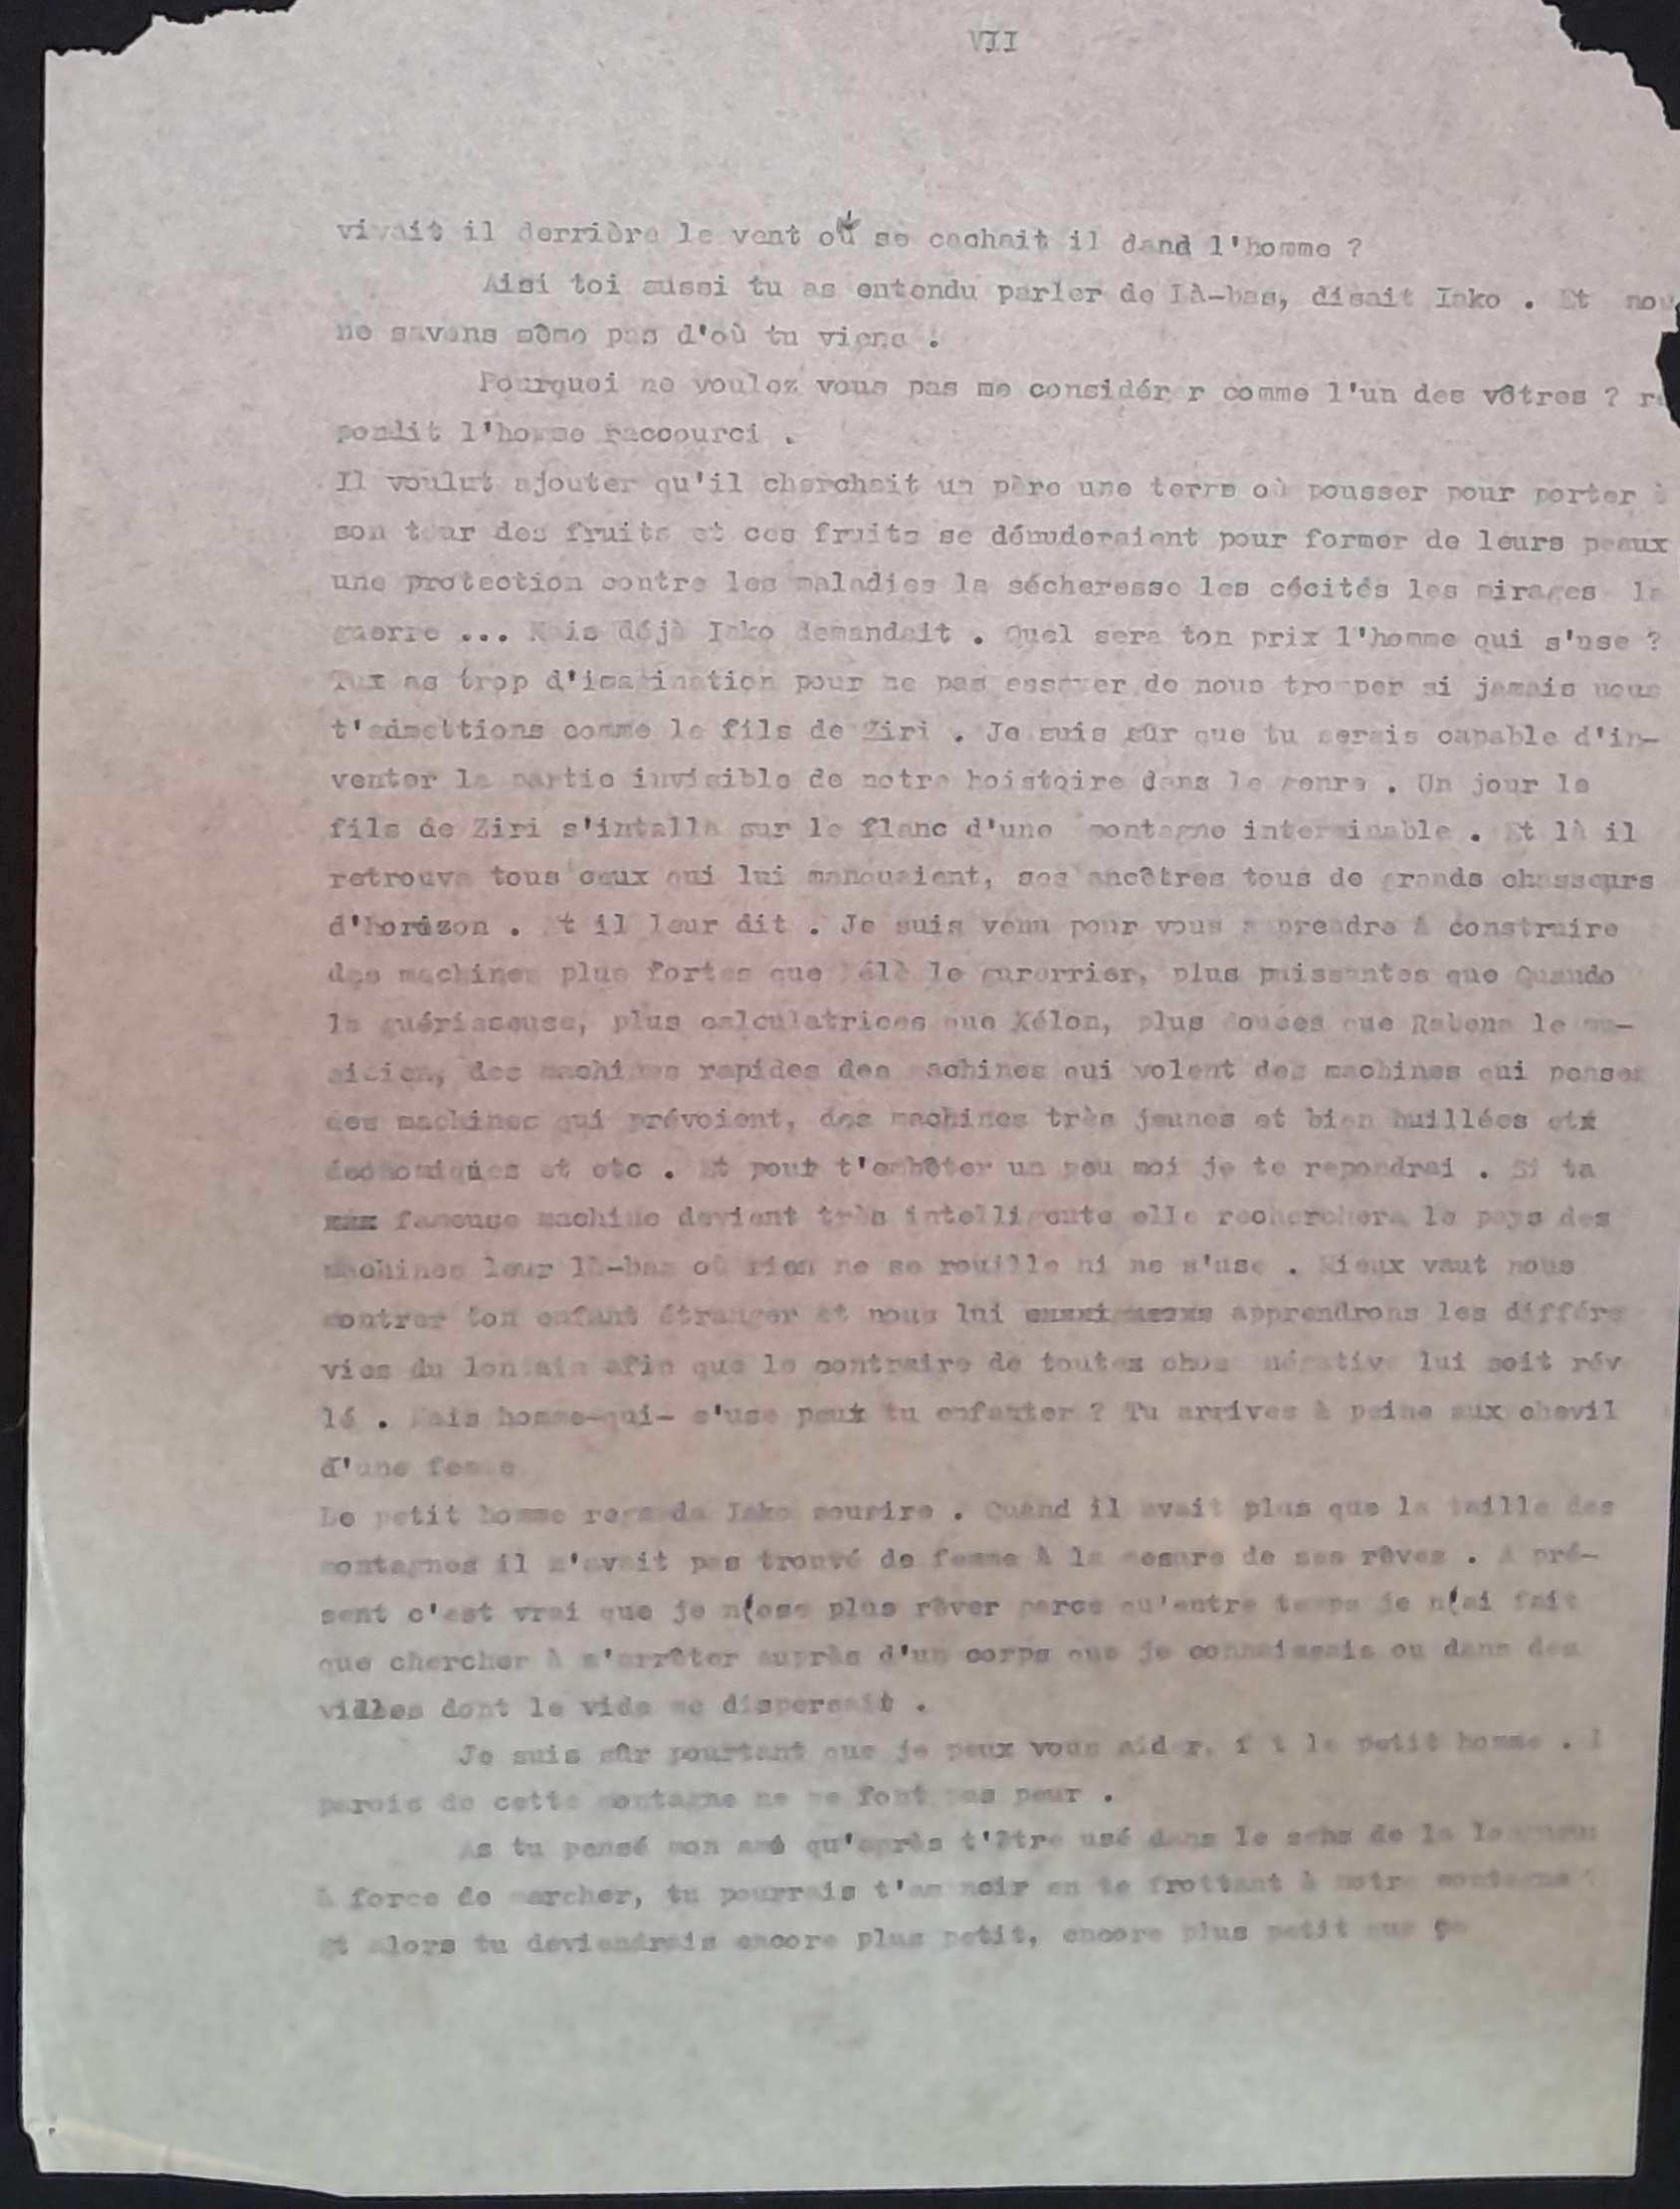 VII
vivait il derrière le vent où se cachait il dand l'homme ?
Aisi toi aussi tu as entendu parler de Là-bas, disait Inko . Et nou
ne savons même pas d'où tu viens .
Pourquoi ne voulez vous pas me considér r comme l'un des vôtres ? ré
pondit l'homme raccourci .
Il voulut ajouter qu'il cherchait un père une terre où pousser pour porter à
son tour des fruits et ces fruits se dénuderaient pour former de leurs peaux
une protection contre les maladies la sécheresse les cécités les mirages la
guerre ... Mais déjà Inko demandait . Quel sera ton prix l'homme qui s'use ?
Tux as trop d'imagination pour ne pas essayer de nous tromper si jamais nous
t'admettions comme le fils de Ziri . Je suis sûr que tu serais capable d'in-
venter la partie invisible de notre hoistoire dans le genre . Un jour le
fils de Ziri s'intalla sur le flanc d'une montagne interminable . Et là il
retrouva tous ceux qui lui manquaient, ses ancêtres tous de grands chasseurs
d'horizon . Et il leur dit . Je suis venu pour vous apprendre à construire
des machines plus fortes que le gurorrier, plus puissantes que Quando
la guérisseuse, plus calculatrices que Kélon, plus douces que Rabena le ma-
sicien, des machines rapides des machines qui volent des machines qui pensen
des machines qui prévoient, des machines très jeunes et bien huillées etx
économiques et etc . Et pour t'embêter un peu moi je te repondrai . Si ta
fameuse machine devient très intelligente elle recherchera le pays des
machines leur là-bas où rien ne se rouille ni ne s'use . Mieux vaut nous
montrer ton enfant étranger et nous lui apprendrons les différe
vies du lointain afin que le contraire de toutes chose négative lui soit rév
lé . Mais homme-qui- s'use peux tu enfanter ? Tu arrives à peine aux chevil
d'une femme
Le petit homme regarda Inko sourire . Quand il avait plus que la taille des
montagnes il n'avait pas trouvé de femme à la mesure de ses rêves . A pré-
sent c'est vrai que je n(ose plus rêver parce qu'entre temps je n(ai fait
que chercher à m'arrêter auprès d'un corps que je connaissais ou dans des
villes dont le vide me dispersait .
Je suis sûr pourtant que je peux vous aid r, f t le petit homme .
parois de cette montagne ne me font pas peur .
As tu pensé mon ami qu'après t'être usé dans le sens de la longueur
à force de marcher, tu pourrais t'am noir en te frottant à notre montagne
Et alors tu deviendrais encore plus petit, encore plus petit que ça